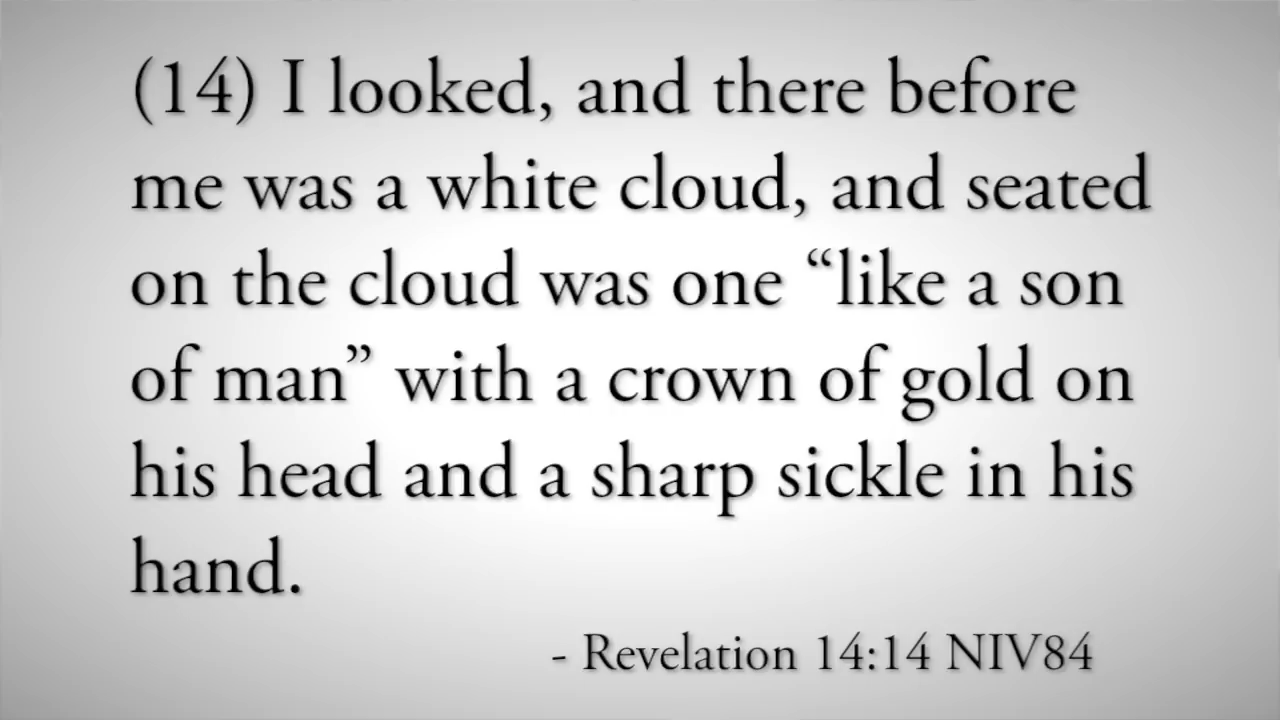 (14) I looked, and there before
me was a white cloud, and seated
on the cloud was one “like a son
of man” with a crown of gold on
his head and a sharp sickle in his
hand.
- Revelation 14:14 NIV84